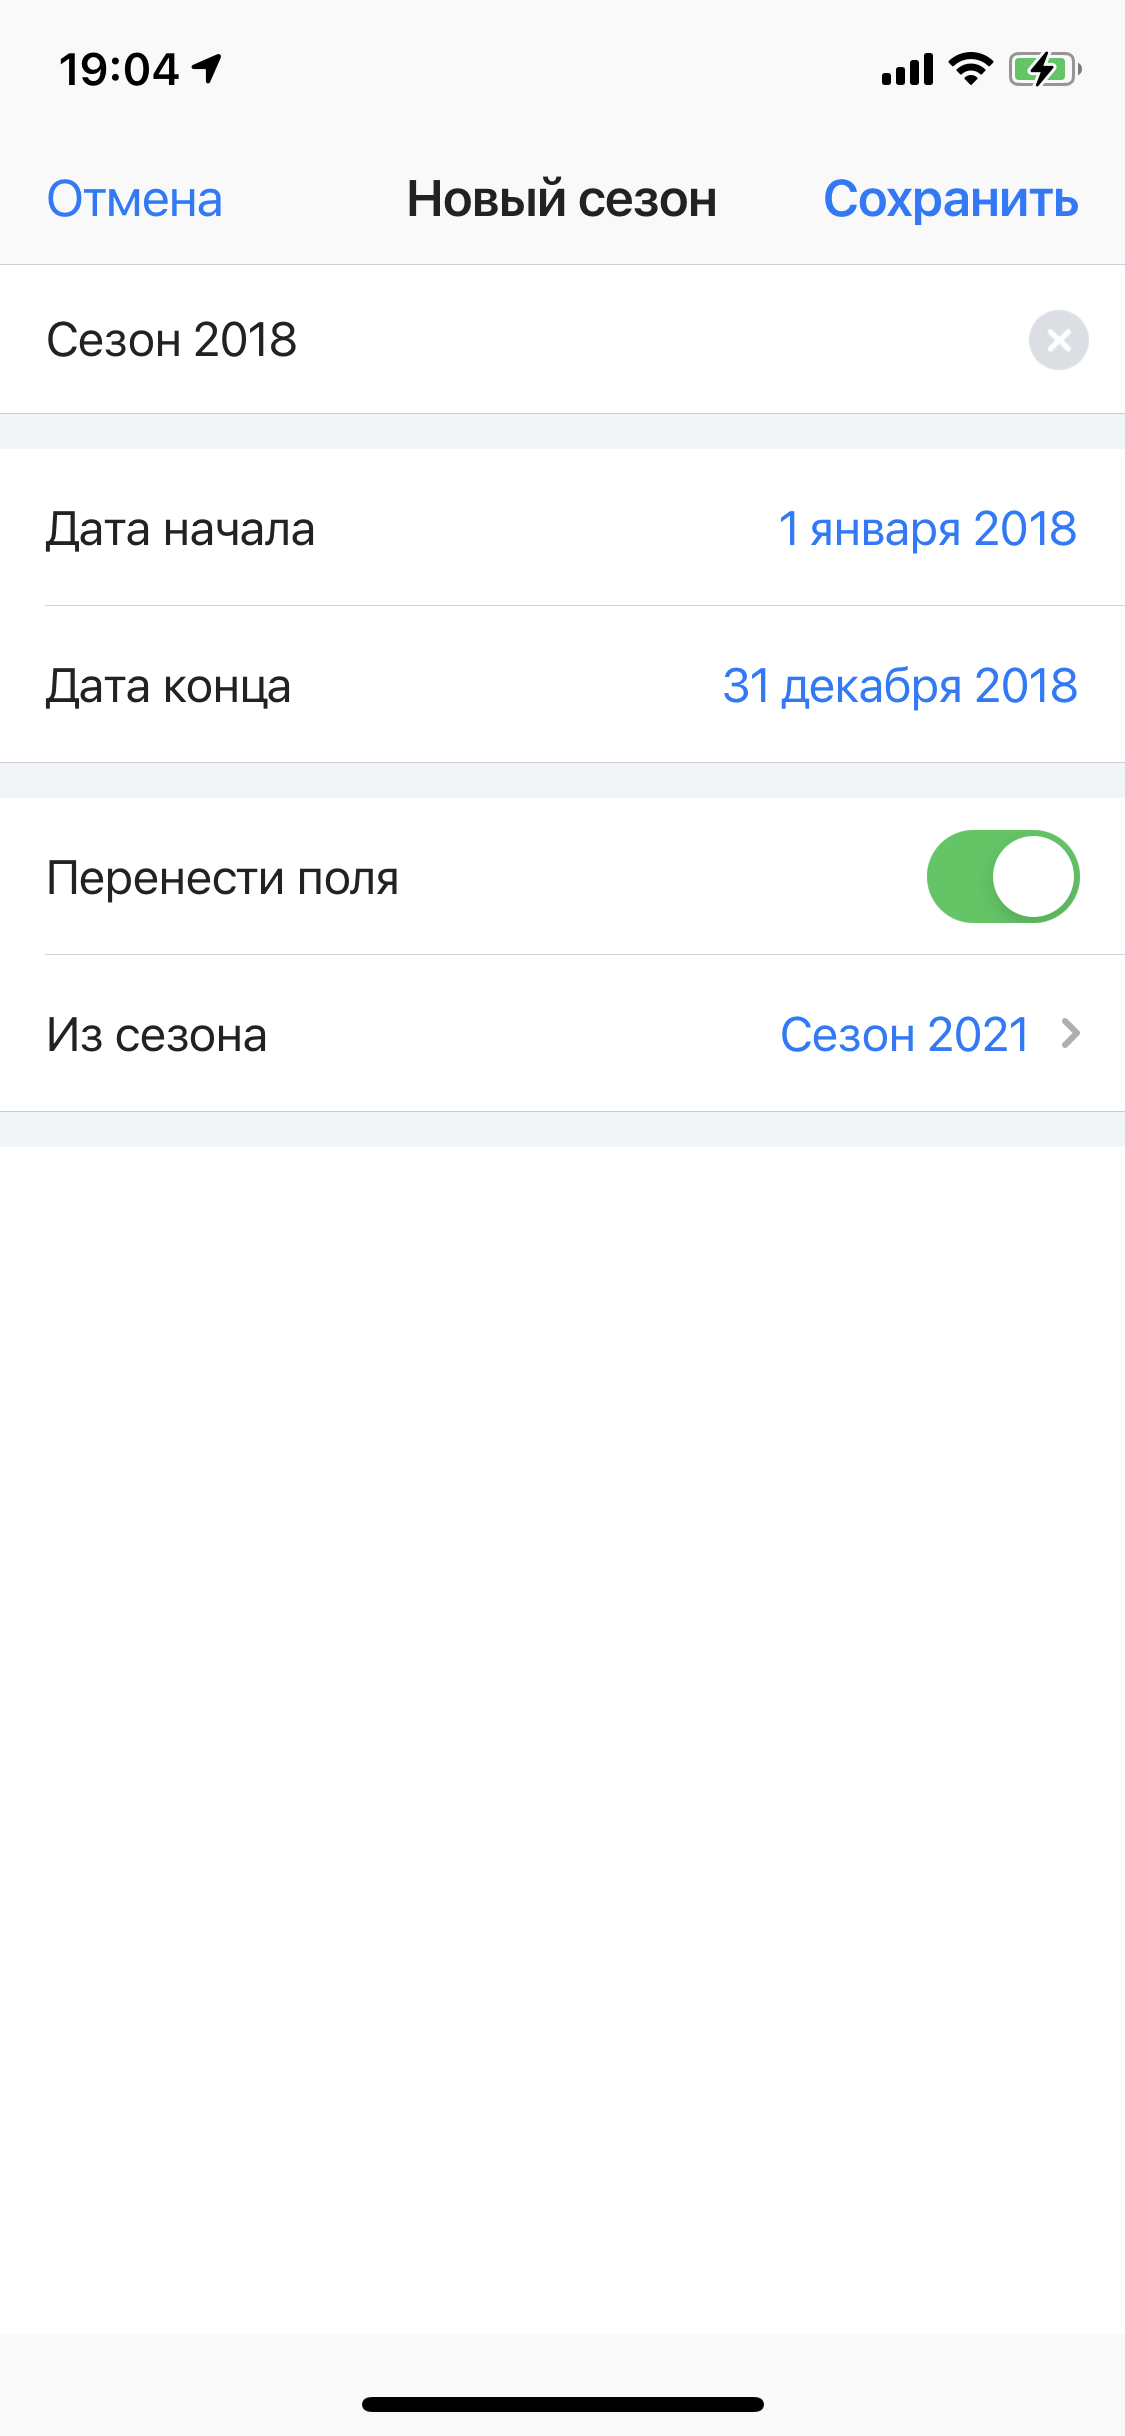 19:04
Отмена Новый сезон Сохранить
Сезон 2018
Дата начала 1 января 2018
Дата конца 31 декабря 2018
Перенести поля
Из сезона Сезон 2021